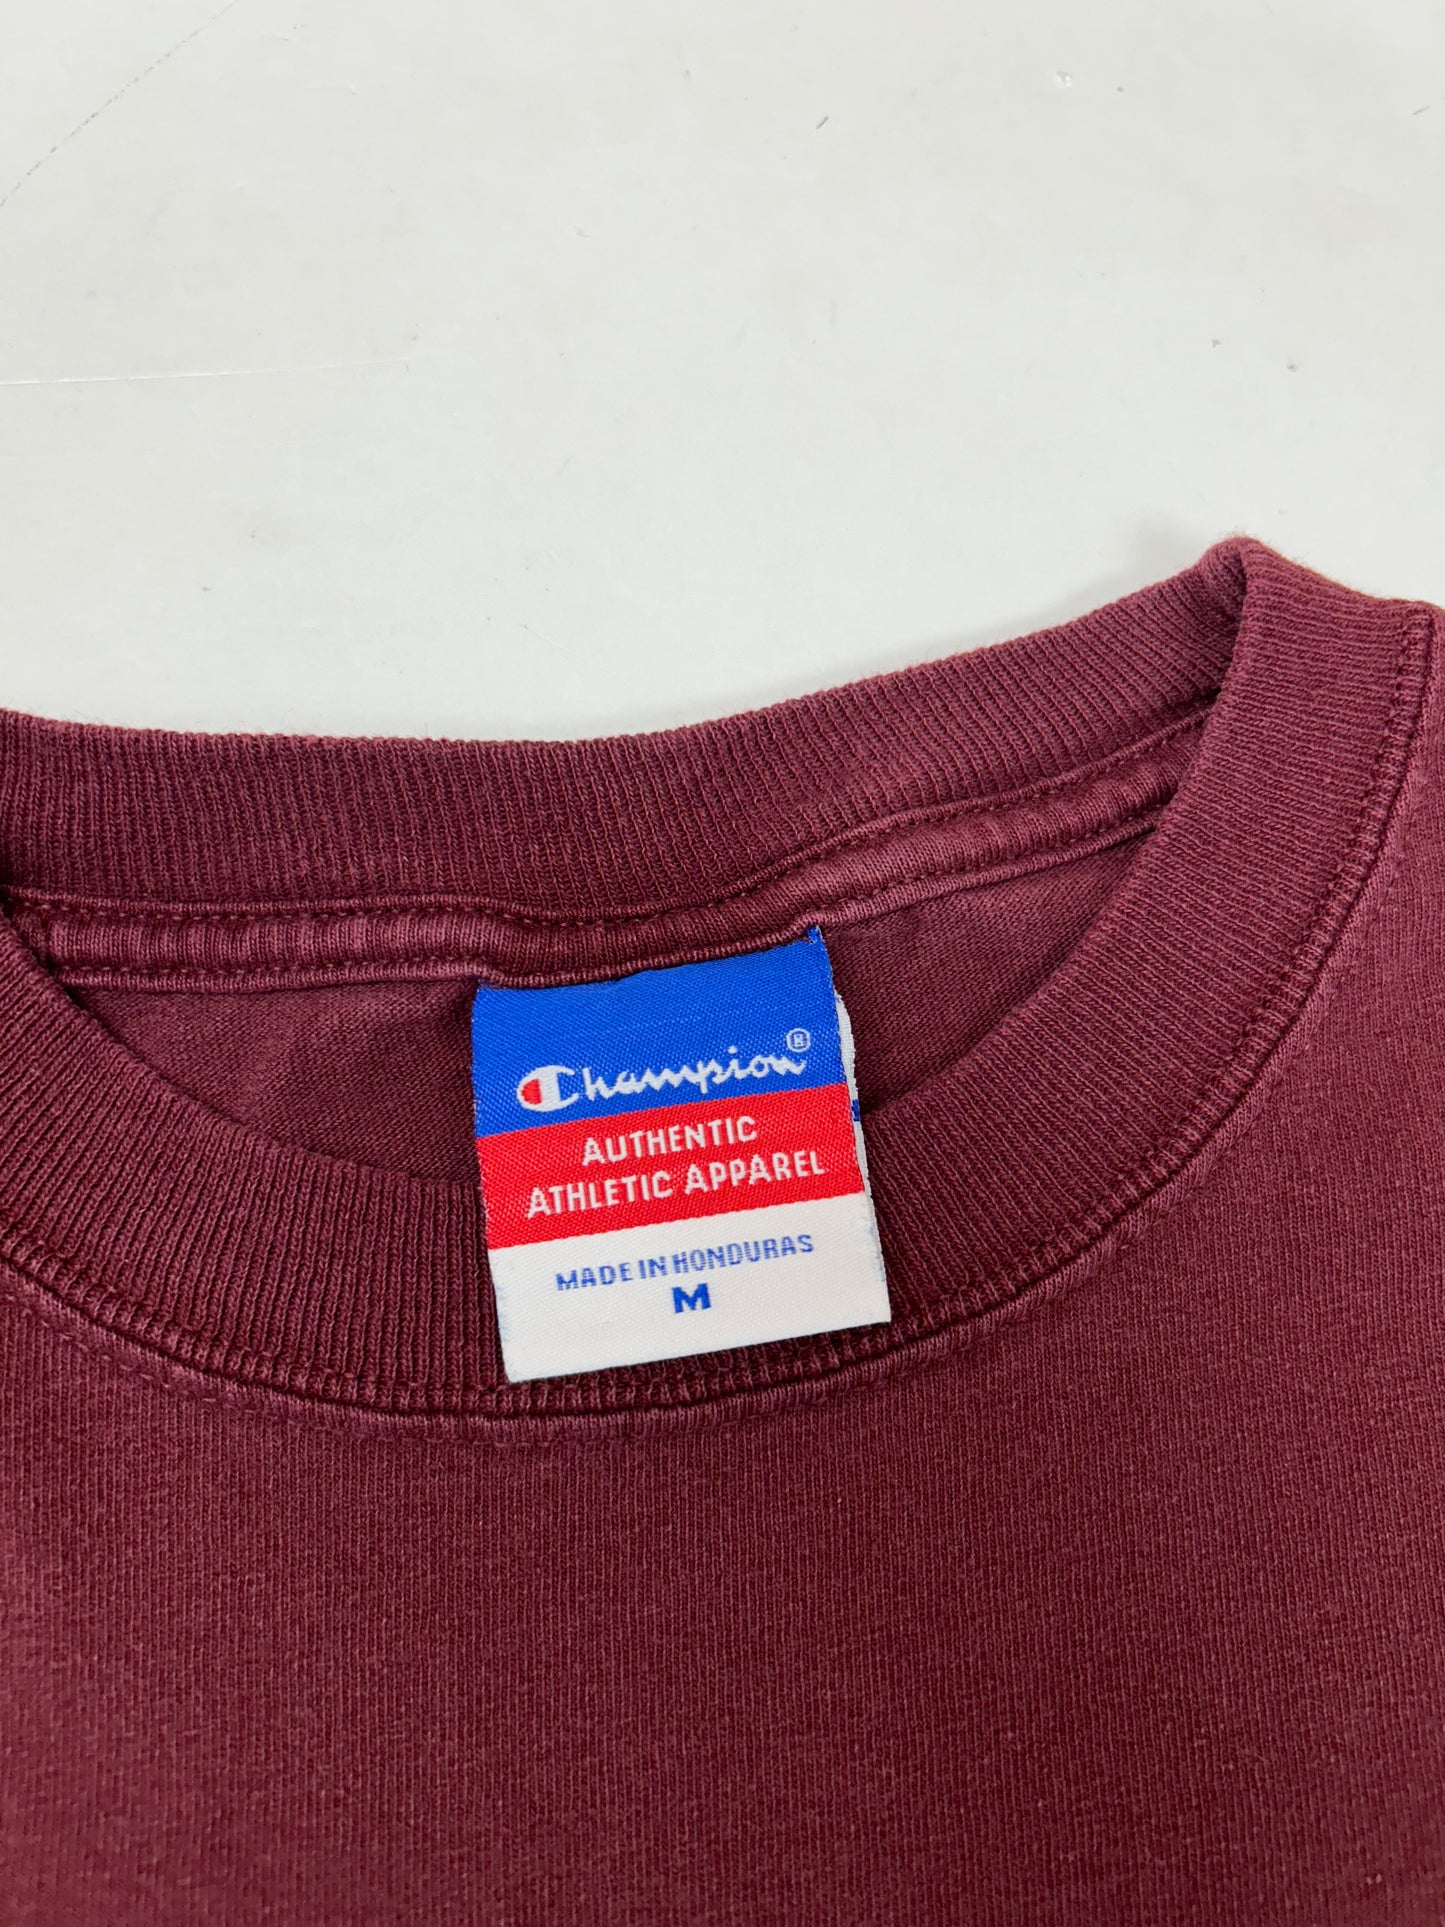 Champion®
AUTHENTIC
ATHLETIC APPAREL
MADE IN HONDURAS
M